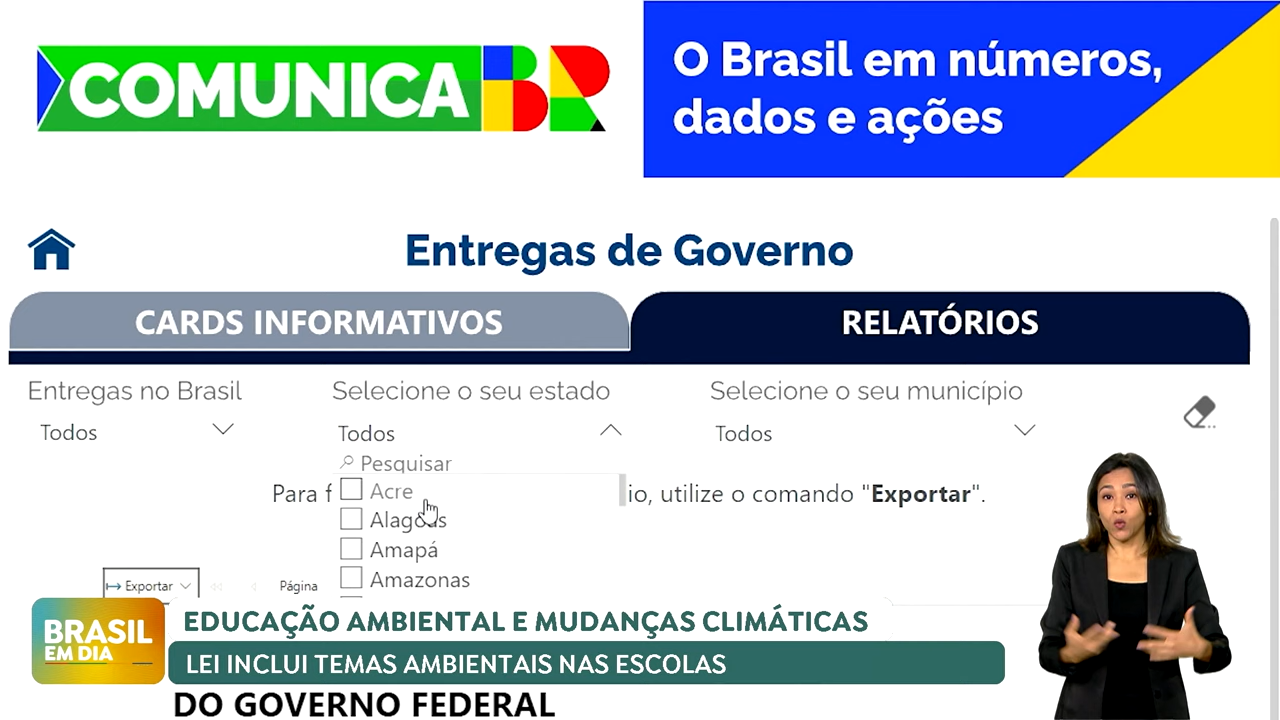 COMUNICABR
O Brasil em números,
dados e ações
Entregas de Governo
CARDS INFORMATIVOS
RELATÓRIOS
Entregas no Brasil
Selecione o seu estado
Selecione o seu município
Todos
Todos
Todos
Pesquisar
Para f
io, utilize o comando "Exportar".
Acre
Alagoas
Amapá
Amazonas
Exportar
Página
BRASIL
EM DIA
EDUCAÇÃO AMBIENTAL E MUDANÇAS CLIMÁTICAS
LEI INCLUI TEMAS AMBIENTAIS NAS ESCOLAS
DO GOVERNO FEDERAL